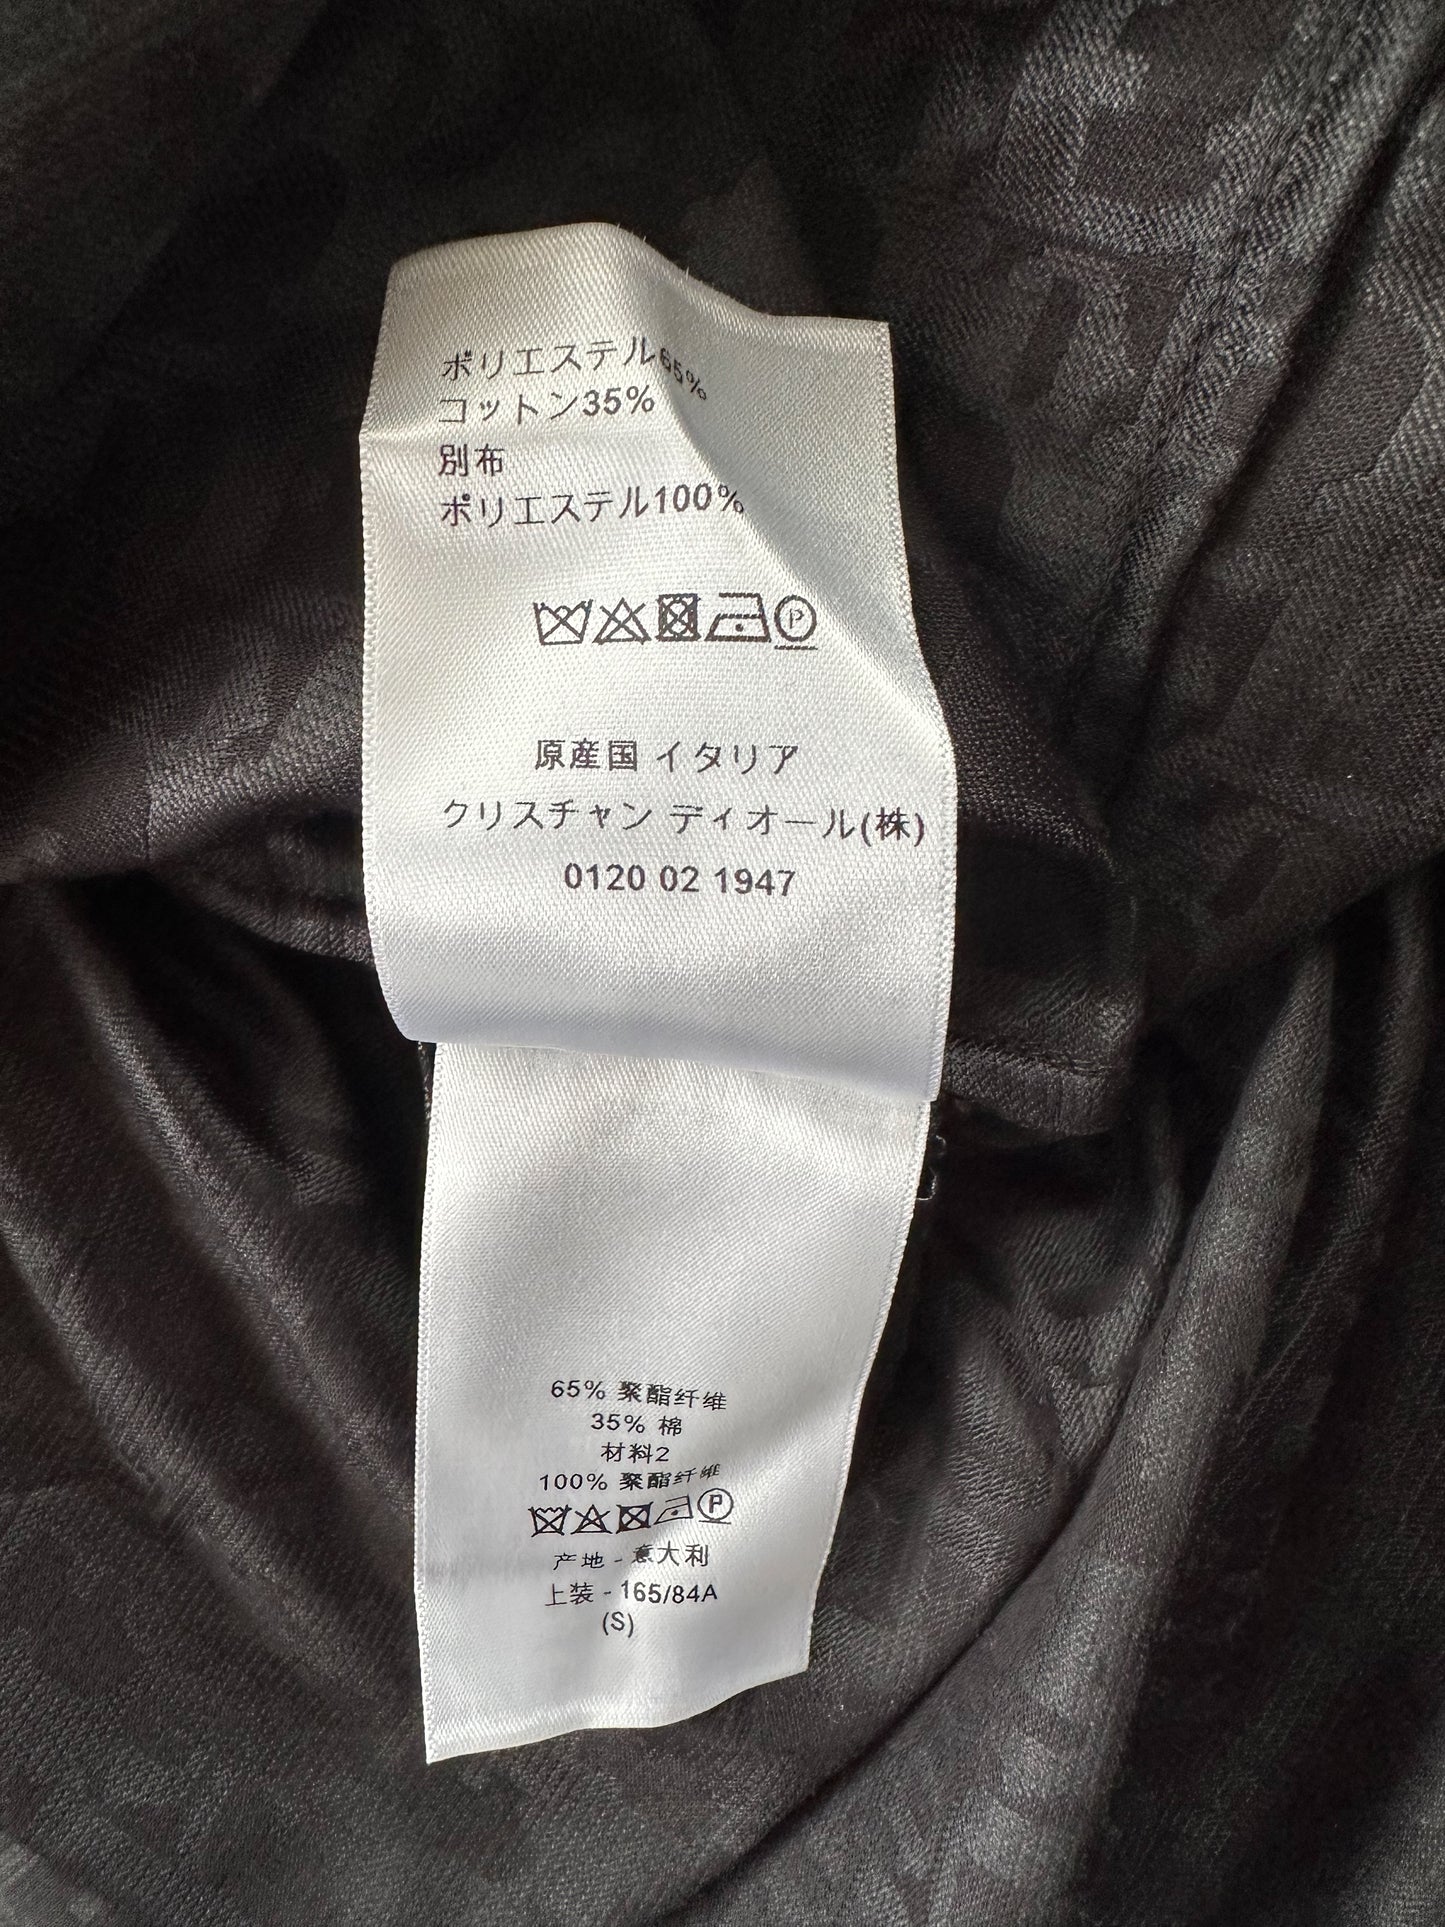 ポリエステル65%
コットン35%
別布
ポリエステル100%
P
原産国 イタリア
クリスチャン ディオール(株)
0120 02 1947
65% 聚酯纤维
35% 棉
材料2
100% 聚酯纤维
P
产地 - 意大利
上装 - 165/84A
(S)